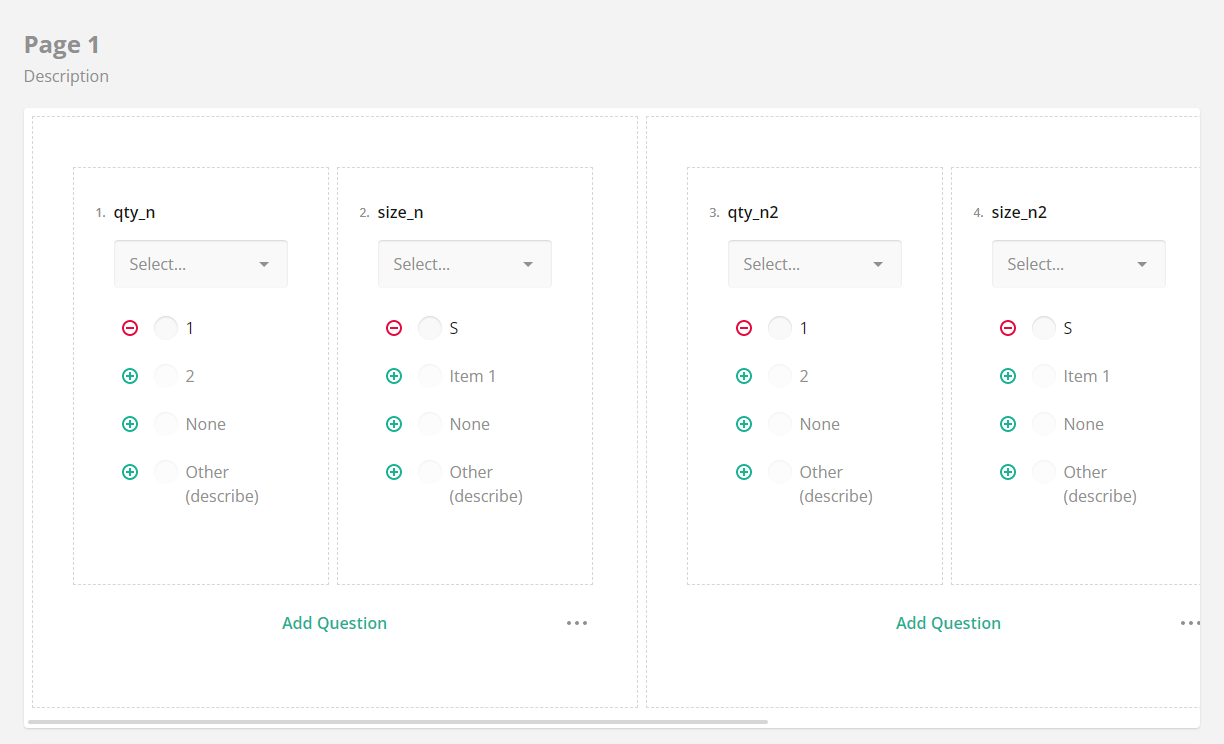 Page 1
Description
1. qty_n
Select...
1
2
None
Other
(describe)
2. size_n
Select...
S
Item 1
None
Other
(describe)
Add Question
3. qty_n2
Select...
1
2
None
Other
(describe)
4. size_n2
Select...
S
Item 1
None
Other
(describe)
Add Question